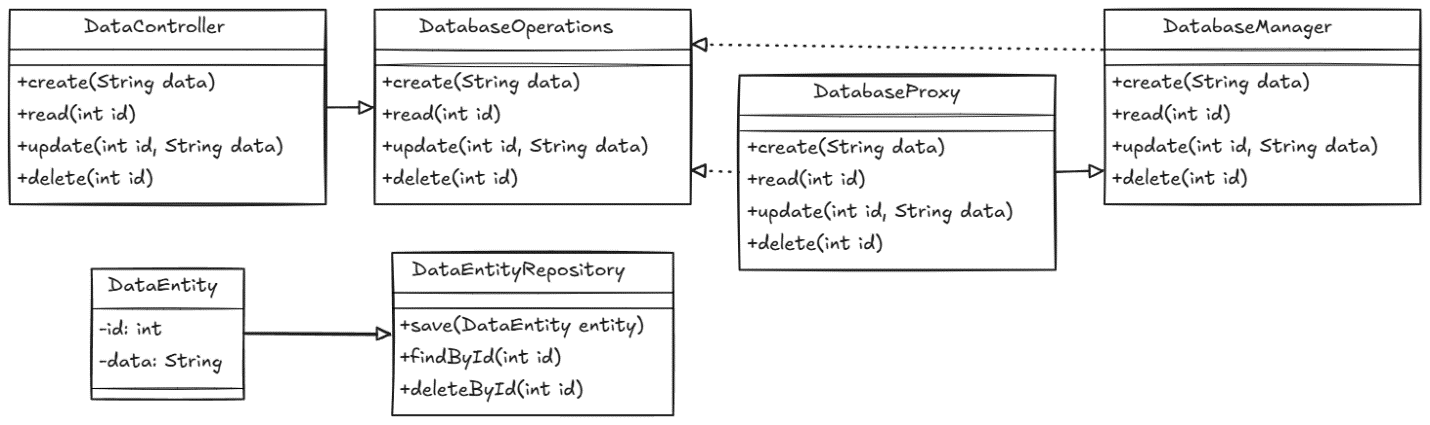 DataController
+create(String data)
+read(int id)
+update(int id, String data)
+delete(int id)
DatabaseOperations
+create(String data)
+read(int id)
+update(int id, String data)
+delete(int id)
DatabaseProxy
+create(String data)
+read(int id)
+update(int id, String data)
+delete(int id)
DatabaseManager
+create(String data)
+read(int id)
+update(int id, String data)
+delete(int id)
DataEntity
-id: int
-data: String
DataEntityRepository
+save(DataEntity entity)
+findById(int id)
+deleteById(int id)